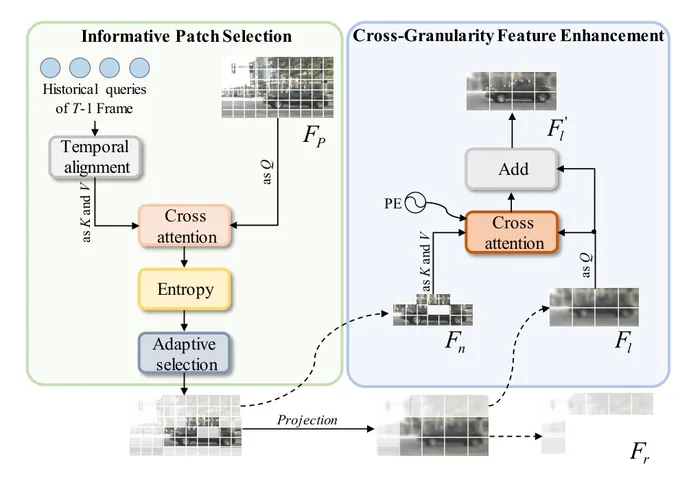 Informative Patch Selection
Historical queries
of T-1 Frame
F_P
Temporal
alignment
as K and V
as Q
Cross
attention
Entropy
Adaptive
selection
Cross-Granularity Feature Enhancement
F_l'
Add
PE
Cross
attention
as K and V
as Q
F_n
F_l
Projection
F_r